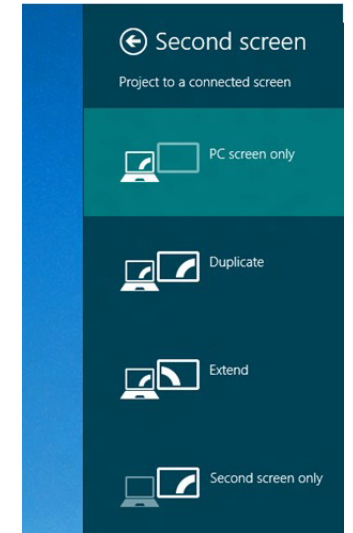 Second screen
Project to a connected screen
PC screen only
Duplicate
Extend
Second screen only